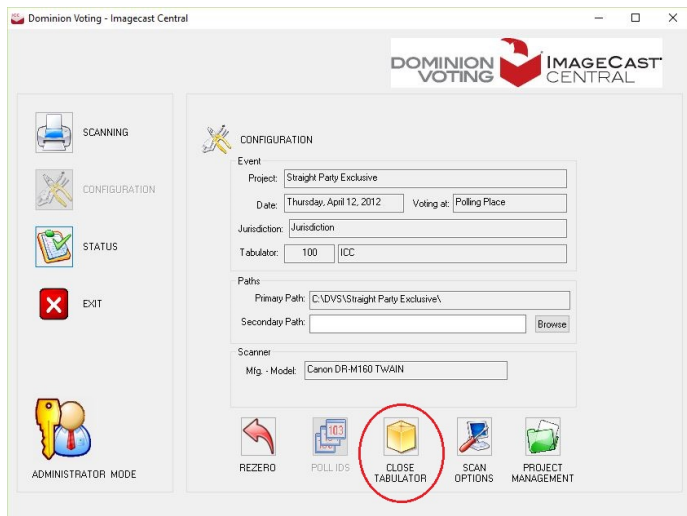 Dominion Voting - Imagecast Central
DOMINION VOTING
IMAGECAST CENTRAL
SCANNING
CONFIGURATION
STATUS
EXIT
ADMINISTRATOR MODE
CONFIGURATION
Event
Project: Straight Party Exclusive
Date: Thursday, April 12, 2012 Voting at: Polling Place
Jurisdiction: Jurisdiction
Tabulator: 100 ICC
Paths
Primary Path: C:\DVS\Straight Party Exclusive\
Secondary Path: Browse
Scanner
Mfg. - Model: Canon DR-M160 TWAIN
103
REZERO
POLL IDS
CLOSE TABULATOR
SCAN OPTIONS
PROJECT MANAGEMENT